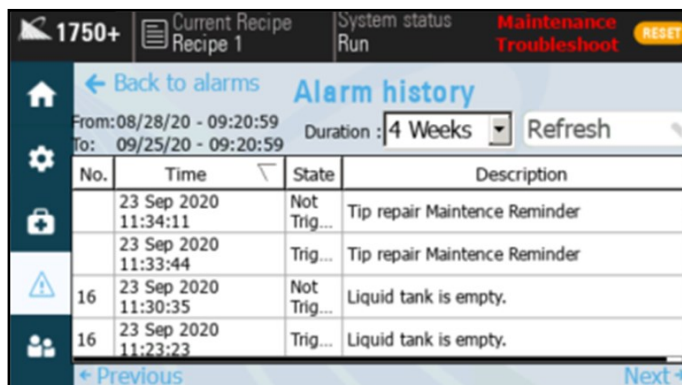 1750+ Current Recipe System status Maintenance
Recipe 1 Run Troubleshoot RESET
← Back to alarms Alarm history
From: 08/28/20 - 09:20:59 Duration : 4 Weeks Refresh
To: 09/25/20 - 09:20:59
No. Time State Description
23 Sep 2020 11:34:11 Not Trig... Tip repair Maintence Reminder
23 Sep 2020 11:33:44 Trig... Tip repair Maintence Reminder
16 23 Sep 2020 11:30:35 Not Trig... Liquid tank is empty.
16 23 Sep 2020 11:23:23 Trig... Liquid tank is empty.
← Previous Next →